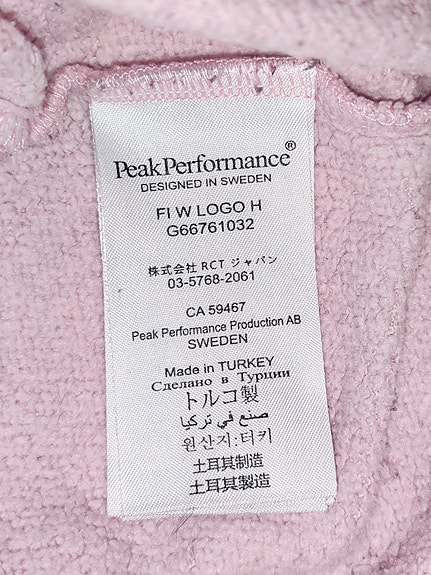 PeakPerformance®
DESIGNED IN SWEDEN
FI W LOGO H
G66761032
株式会社 RCT ジャパン
03-5768-2061
CA 59467
Peak Performance Production AB
SWEDEN
Made in TURKEY
Сделано в Турции
トルコ製
صنع في تركيا
원산지:터키
土耳其制造
土耳其製造